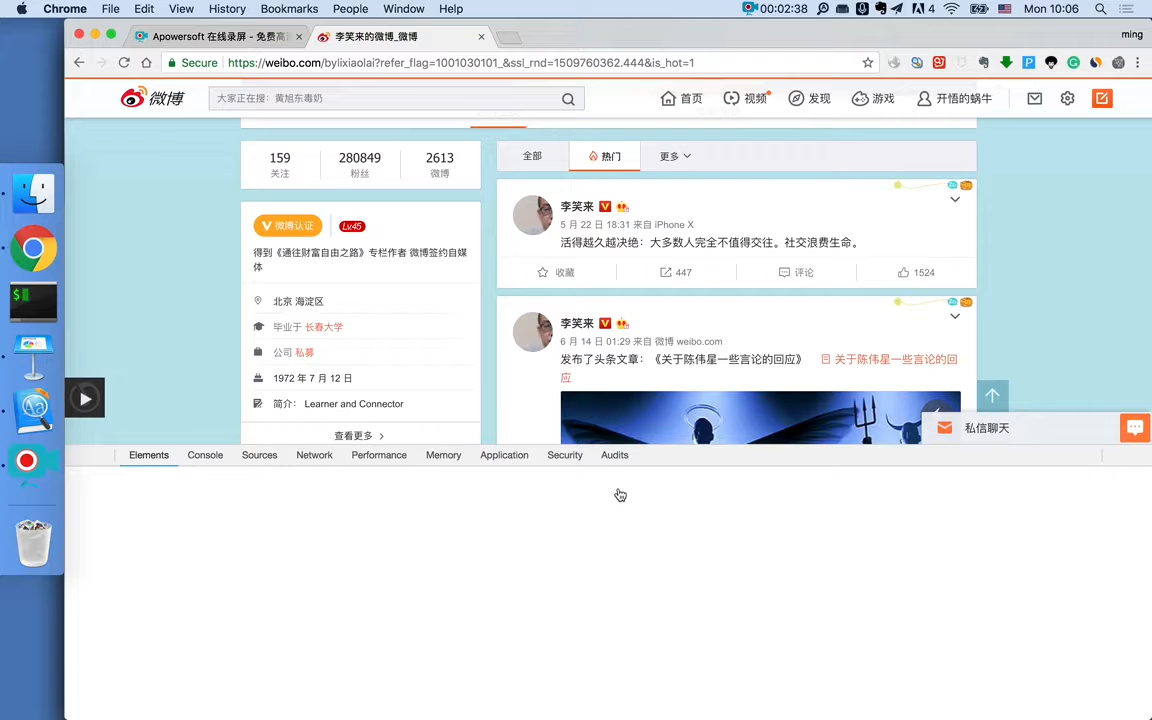 Chrome File Edit View History Bookmarks People Window Help 00:02:38 4 Mon 10:06
Apowersoft 在线录屏 - 免费高 李笑来的微博_微博 ming
Secure https://weibo.com/bylixiaolai?refer_flag=1001030101_&ssl_rnd=1509760362.444&is_hot=1
微博 大家正在搜：黄旭东毒奶 首页 视频 发现 游戏 开悟的蜗牛
159 280849 2613
关注 粉丝 微博
全部 热门 更多
V 微博认证 Lv.45
得到《通往财富自由之路》专栏作者 微博签约自媒
体
北京 海淀区
毕业于 长春大学
公司 私募
1972 年 7 月 12 日
简介： Learner and Connector
查看更多 >
李笑来 V
5 月 22 日 18:31 来自 iPhone X
活得越久越决绝：大多数人完全不值得交往。社交浪费生命。
收藏 447 评论 1524
李笑来 V
6 月 14 日 01:29 来自 微博 weibo.com
发布了头条文章：《关于陈伟星一些言论的回应》 关于陈伟星一些言论的回
应
私信聊天
Elements Console Sources Network Performance Memory Application Security Audits